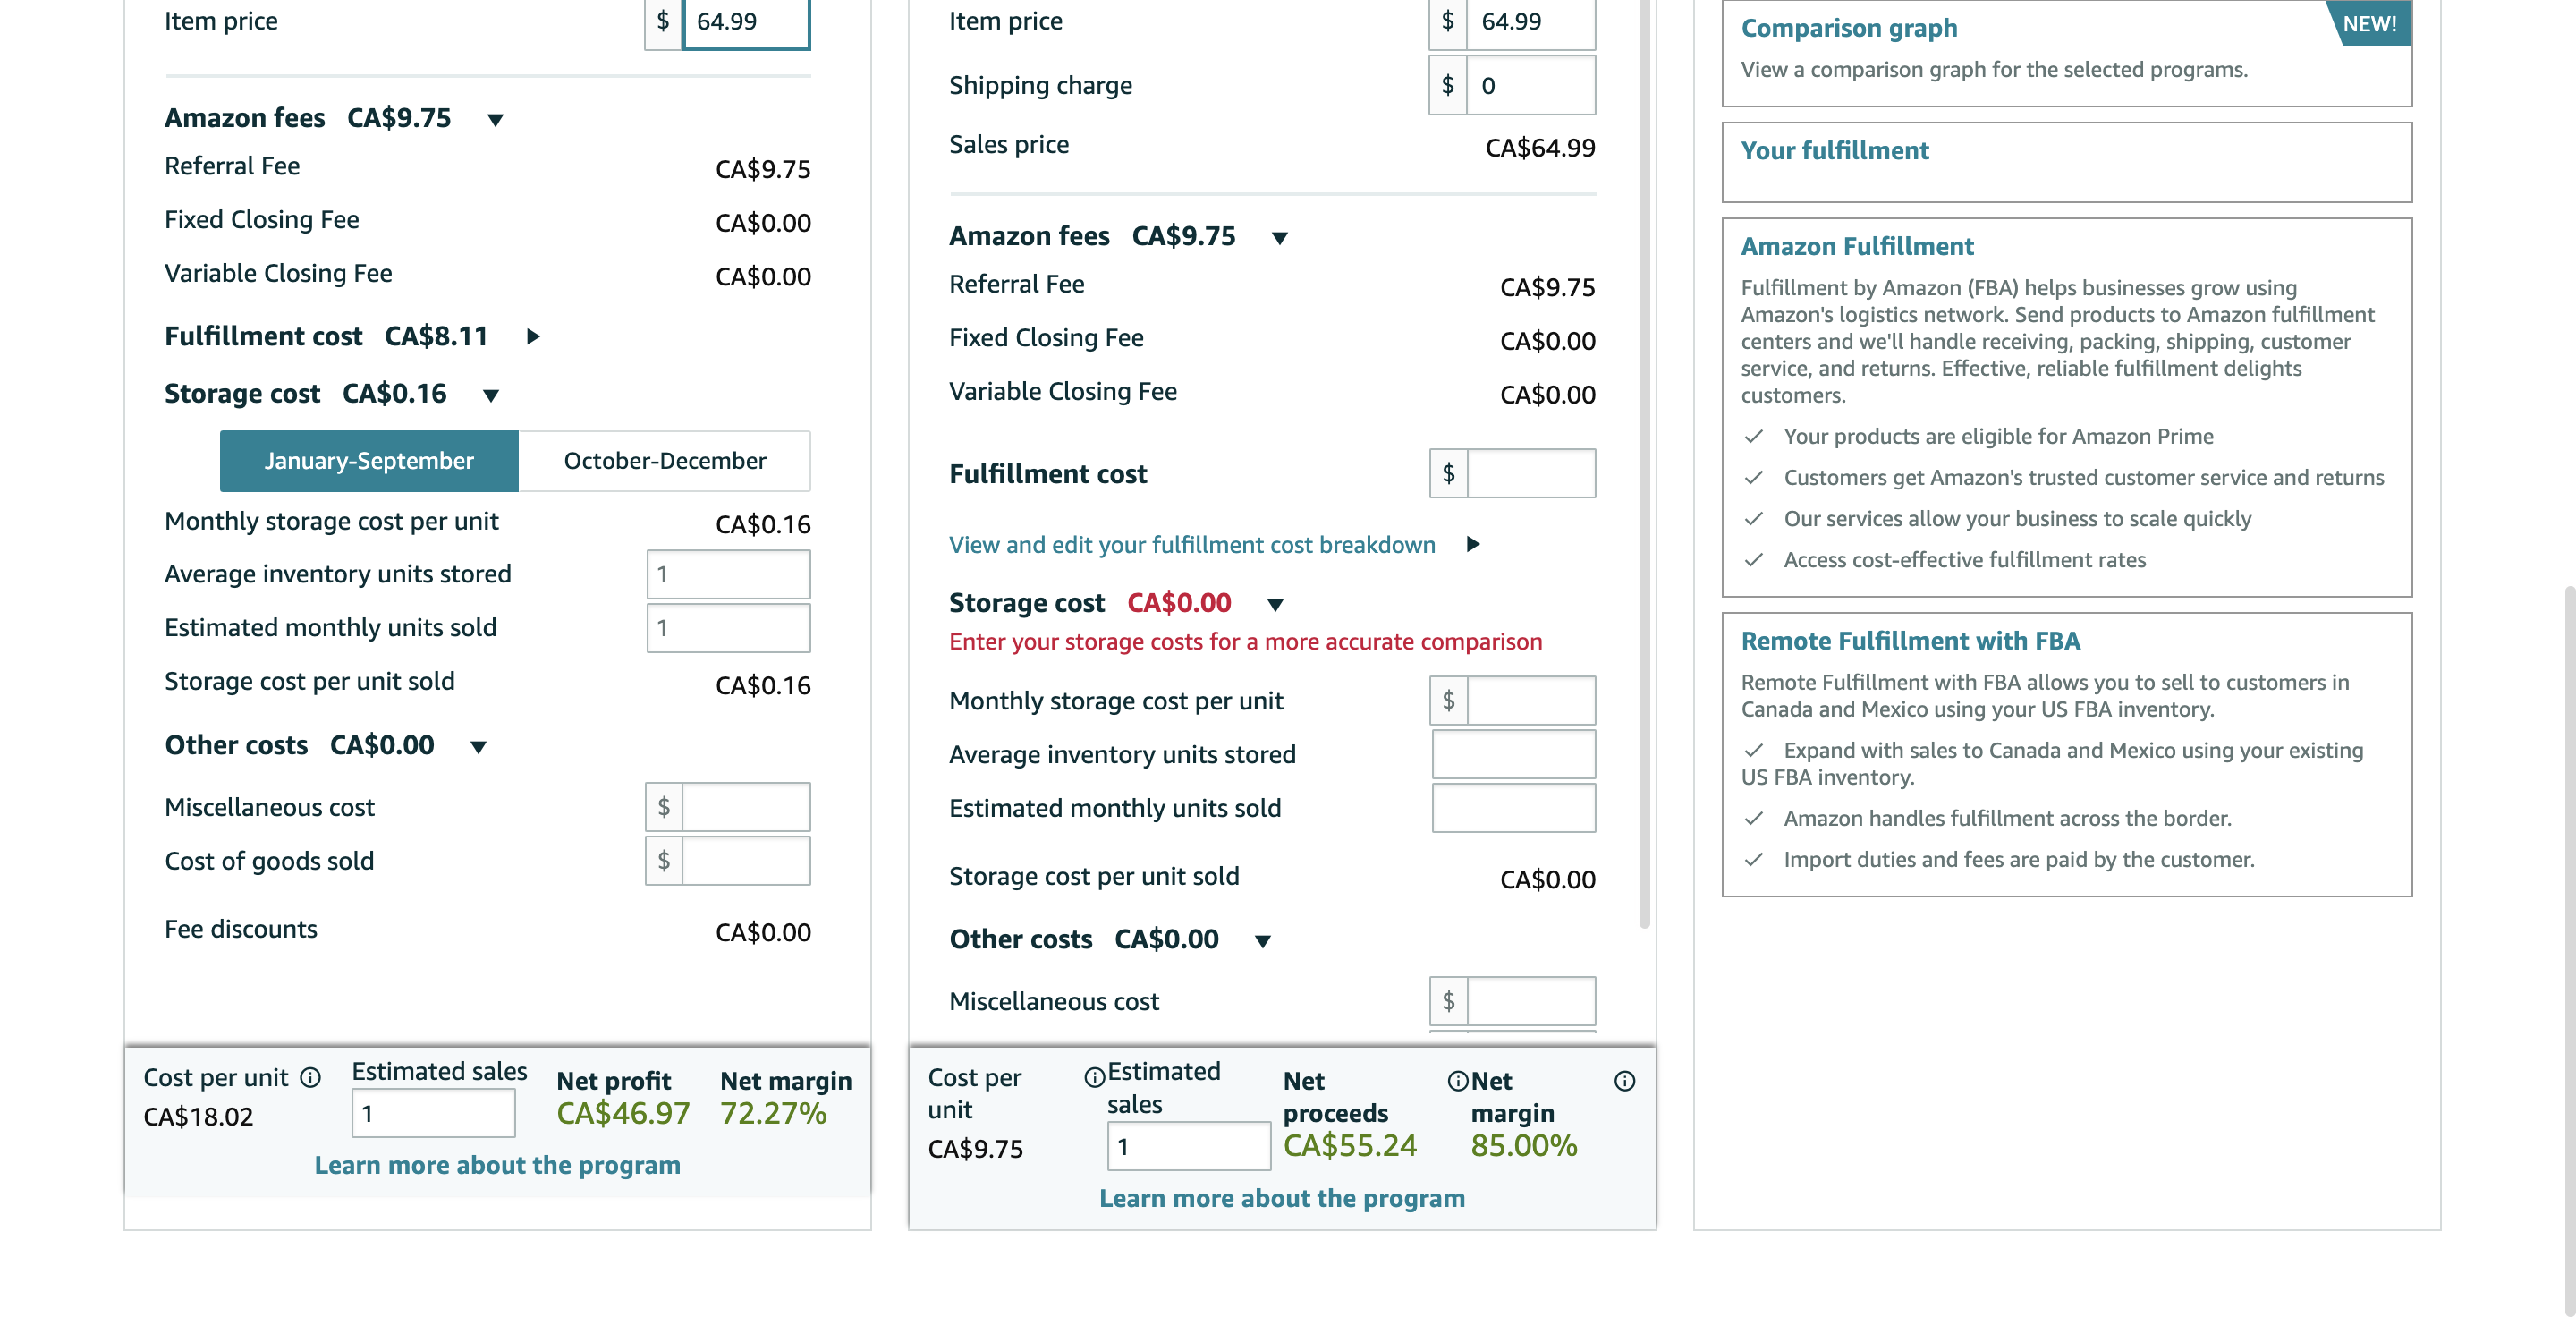 Item price
$ 64.99
Amazon fees CA$9.75
Referral Fee CA$9.75
Fixed Closing Fee CA$0.00
Variable Closing Fee CA$0.00
Fulfillment cost CA$8.11
Storage cost CA$0.16
January-September October-December
Monthly storage cost per unit CA$0.16
Average inventory units stored 1
Estimated monthly units sold 1
Storage cost per unit sold CA$0.16
Other costs CA$0.00
Miscellaneous cost $
Cost of goods sold $
Fee discounts CA$0.00
Cost per unit
CA$18.02
Estimated sales
1
Net profit
CA$46.97
Net margin
72.27%
Learn more about the program
Item price $ 64.99
Shipping charge $ 0
Sales price CA$64.99
Amazon fees CA$9.75
Referral Fee CA$9.75
Fixed Closing Fee CA$0.00
Variable Closing Fee CA$0.00
Fulfillment cost $
View and edit your fulfillment cost breakdown
Storage cost CA$0.00
Enter your storage costs for a more accurate comparison
Monthly storage cost per unit $
Average inventory units stored
Estimated monthly units sold
Storage cost per unit sold CA$0.00
Other costs CA$0.00
Miscellaneous cost $
Cost per
unit
CA$9.75
Estimated
sales
1
Net
proceeds
CA$55.24
Net
margin
85.00%
Learn more about the program
Comparison graph
NEW!
View a comparison graph for the selected programs.
Your fulfillment
Amazon Fulfillment
Fulfillment by Amazon (FBA) helps businesses grow using
Amazon's logistics network. Send products to Amazon fulfillment
centers and we'll handle receiving, packing, shipping, customer
service, and returns. Effective, reliable fulfillment delights
customers.
Your products are eligible for Amazon Prime
Customers get Amazon's trusted customer service and returns
Our services allow your business to scale quickly
Access cost-effective fulfillment rates
Remote Fulfillment with FBA
Remote Fulfillment with FBA allows you to sell to customers in
Canada and Mexico using your US FBA inventory.
Expand with sales to Canada and Mexico using your existing
US FBA inventory.
Amazon handles fulfillment across the border.
Import duties and fees are paid by the customer.